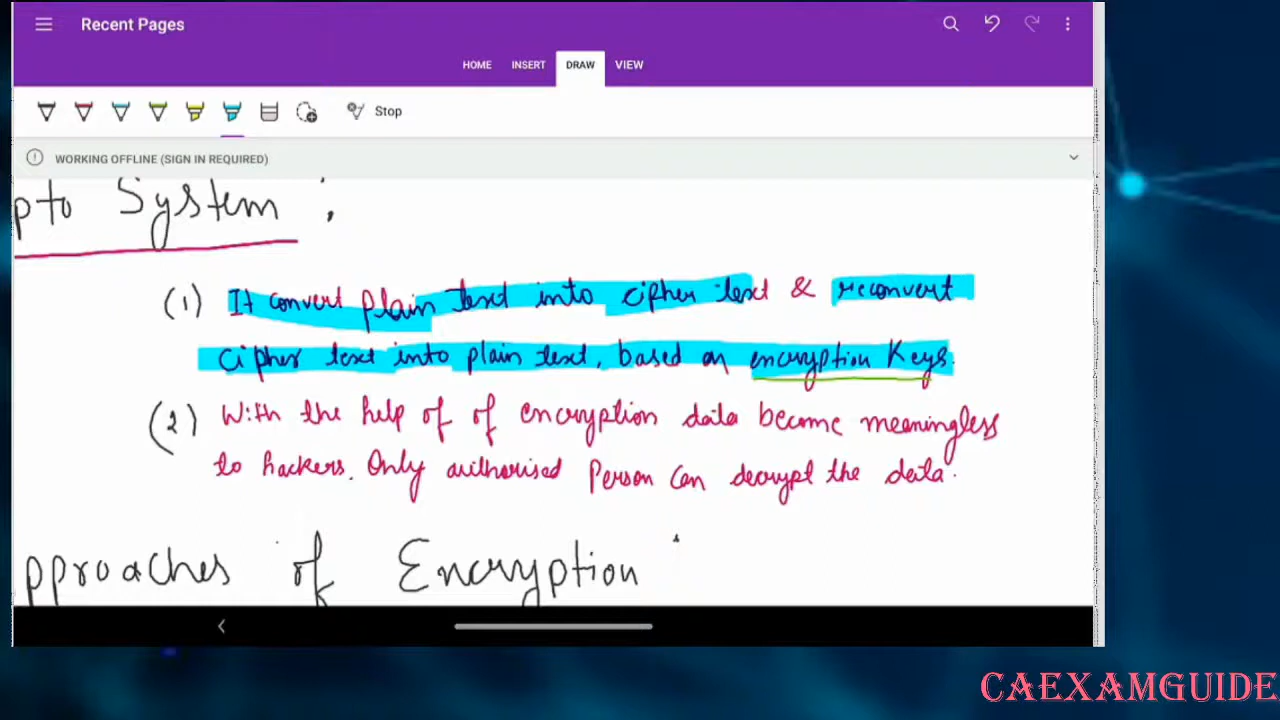 Recent Pages
HOME INSERT DRAW VIEW
Stop
WORKING OFFLINE (SIGN IN REQUIRED)
pto System :
(1) It convert plain text into cipher text & reconvert
cipher text into plain text, based on encryption Keys.
(2) With the help of of encryption data become meaningless
to hackers. Only authorised Person Can decrypt the data.
pproaches of Encryption
CAEXAMGUIDE